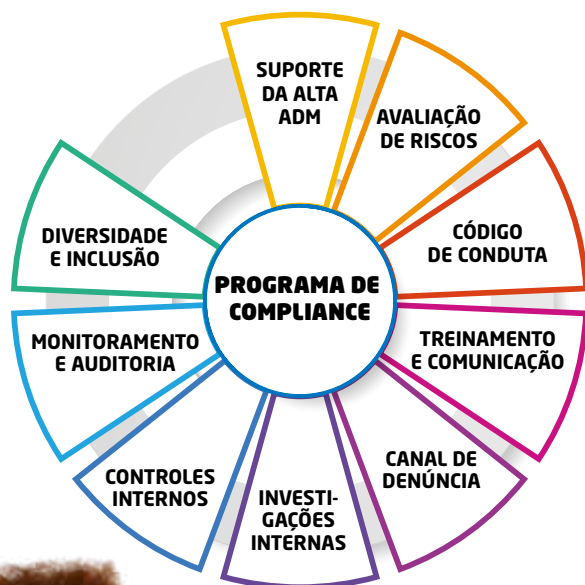 SUPORTE
DA ALTA
ADM
AVALIAÇÃO
DE RISCOS
CÓDIGO
DE CONDUTA
TREINAMENTO
E COMUNICAÇÃO
CANAL DE
DENÚNCIA
INVESTI-
GAÇÕES
INTERNAS
CONTROLES
INTERNOS
MONITORAMENTO
E AUDITORIA
DIVERSIDADE
E INCLUSÃO
PROGRAMA DE
COMPLIANCE